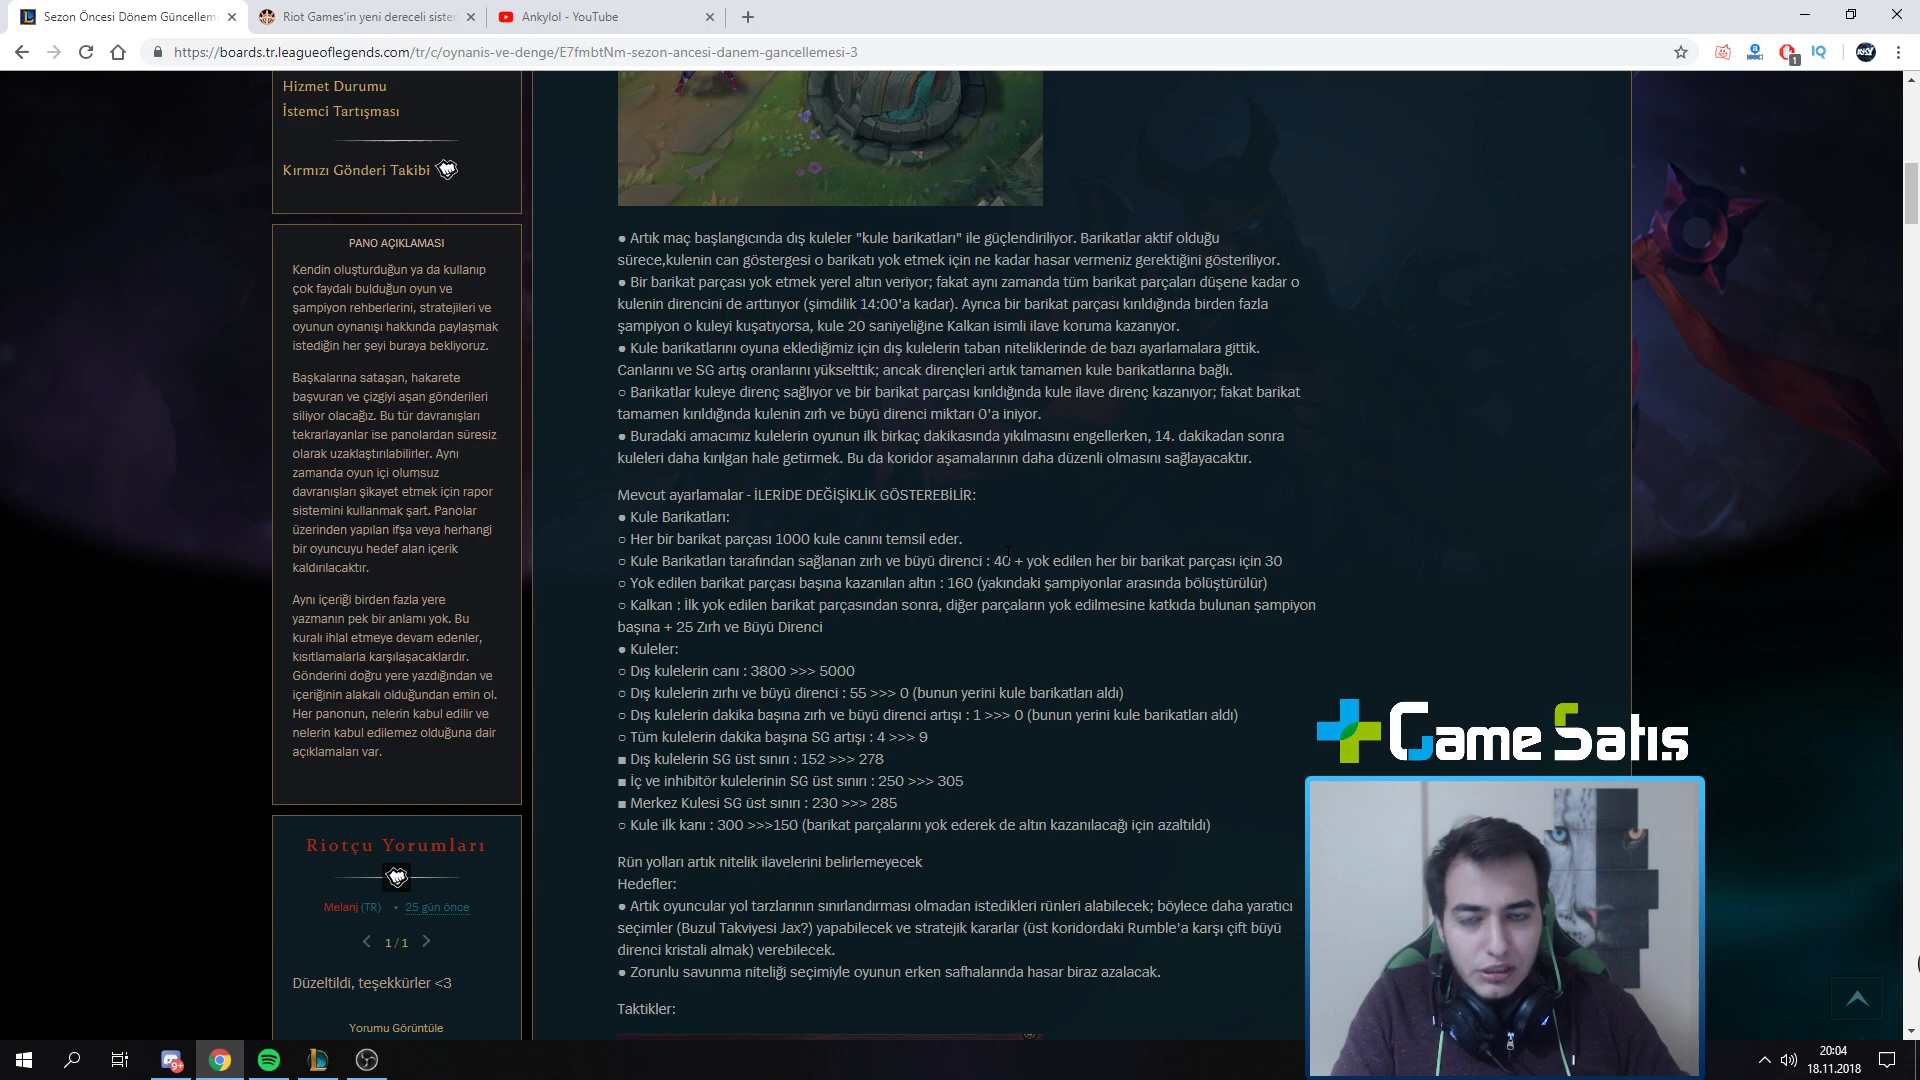 Sezon Öncesi Dönem Güncellem
Riot Games'in yeni dereceli sister
Ankylol - YouTube
https://boards.tr.leagueoflegends.com/tr/c/oynanis-ve-denge/E7fmbtNm-sezon-ancesi-danem-gancellemesi-3
1
IQ
Hizmet Durumu
İstemci Tartışması
Kırmızı Gönderi Takibi
PANO AÇIKLAMASI
Kendin oluşturduğun ya da kullanıp
çok faydalı bulduğun oyun ve
şampiyon rehberlerini, stratejileri ve
oyunun oynanışı hakkında paylaşmak
istediğin her şeyi buraya bekliyoruz.
Başkalarına sataşan, hakarete
başvuran ve çizgiyi aşan gönderileri
siliyor olacağız. Bu tür davranışları
tekrarlayanlar ise panolardan süresiz
olarak uzaklaştırılabilirler. Aynı
zamanda oyun içi olumsuz
davranışları şikayet etmek için rapor
sistemini kullanmak şart. Panolar
üzerinden yapılan ifşa veya herhangi
bir oyuncuyu hedef alan içerik
kaldırılacaktır.
Aynı içeriği birden fazla yere
yazmanın pek bir anlamı yok. Bu
kuralı ihlal etmeye devam edenler,
kısıtlamalarla karşılaşacaklardır.
Gönderini doğru yere yazdığından ve
içeriğinin alakalı olduğundan emin ol.
Her panonun, nelerin kabul edilir ve
nelerin kabul edilemez olduğuna dair
açıklamaları var.
Riotçu Yorumları
Melanj (TR) • 25 gün önce
1 / 1
Düzeltildi, teşekkürler <3
Yorumu Görüntüle
● Artık maç başlangıcında dış kuleler "kule barikatları" ile güçlendiriliyor. Barikatlar aktif olduğu
sürece,kulenin can göstergesi o barikatı yok etmek için ne kadar hasar vermeniz gerektiğini gösteriliyor.
● Bir barikat parçası yok etmek yerel altın veriyor; fakat aynı zamanda tüm barikat parçaları düşene kadar o
kulenin direncini de arttırıyor (şimdilik 14:00'a kadar). Ayrıca bir barikat parçası kırıldığında birden fazla
şampiyon o kuleyi kuşatıyorsa, kule 20 saniyeliğine Kalkan isimli ilave koruma kazanıyor.
● Kule barikatlarını oyuna eklediğimiz için dış kulelerin taban niteliklerinde de bazı ayarlamalara gittik.
Canlarını ve SG artış oranlarını yükselttik; ancak dirençleri artık tamamen kule barikatlarına bağlı.
○ Barikatlar kuleye direnç sağlıyor ve bir barikat parçası kırıldığında kule ilave direnç kazanıyor; fakat barikat
tamamen kırıldığında kulenin zırh ve büyü direnci miktarı 0'a iniyor.
● Buradaki amacımız kulelerin oyunun ilk birkaç dakikasında yıkılmasını engellerken, 14. dakikadan sonra
kuleleri daha kırılgan hale getirmek. Bu da koridor aşamalarının daha düzenli olmasını sağlayacaktır.
Mevcut ayarlamalar - İLERİDE DEĞİŞİKLİK GÖSTEREBİLİR:
● Kule Barikatları:
○ Her bir barikat parçası 1000 kule canını temsil eder.
○ Kule Barikatları tarafından sağlanan zırh ve büyü direnci : 40 + yok edilen her bir barikat parçası için 30
○ Yok edilen barikat parçası başına kazanılan altın : 160 (yakındaki şampiyonlar arasında bölüştürülür)
○ Kalkan : İlk yok edilen barikat parçasından sonra, diğer parçaların yok edilmesine katkıda bulunan şampiyon
başına + 25 Zırh ve Büyü Direnci
● Kuleler:
○ Dış kulelerin canı : 3800 >>> 5000
○ Dış kulelerin zırhı ve büyü direnci : 55 >>> 0 (bunun yerini kule barikatları aldı)
○ Dış kulelerin dakika başına zırh ve büyü direnci artışı : 1 >>> 0 (bunun yerini kule barikatları aldı)
○ Tüm kulelerin dakika başına SG artışı : 4 >>> 9
■ Dış kulelerin SG üst sınırı : 152 >>> 278
■ İç ve inhibitör kulelerinin SG üst sınırı : 250 >>> 305
■ Merkez Kulesi SG üst sınırı : 230 >>> 285
○ Kule ilk kanı : 300 >>>150 (barikat parçalarını yok ederek de altın kazanılacağı için azaltıldı)
Rün yolları artık nitelik ilavelerini belirlemeyecek
Hedefler:
● Artık oyuncular yol tarzlarının sınırlandırması olmadan istedikleri rünleri alabilecek; böylece daha yaratıcı
seçimler (Buzul Takviyesi Jax?) yapabilecek ve stratejik kararlar (üst koridordaki Rumble'a karşı çift büyü
direnci kristali almak) verebilecek.
● Zorunlu savunma niteliği seçimiyle oyunun erken safhalarında hasar biraz azalacak.
Taktikler:
Game Satış
9+
20:04
18.11.2018